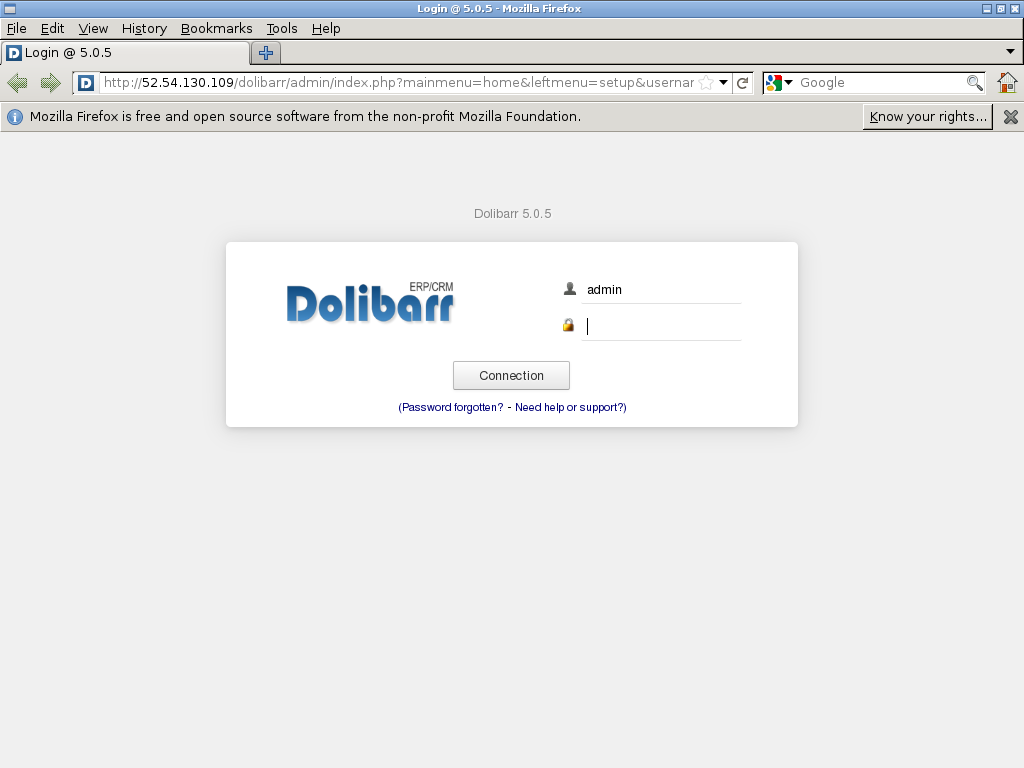 Login @ 5.0.5 - Mozilla Firefox
File Edit View History Bookmarks Tools Help
Login @ 5.0.5
http://52.54.130.109/dolibarr/admin/index.php?mainmenu=home&leftmenu=setup&usernar Google
Mozilla Firefox is free and open source software from the non-profit Mozilla Foundation. Know your rights...
Dolibarr 5.0.5
ERP/CRM
Dolibarr
admin
Connection
(Password forgotten? - Need help or support?)